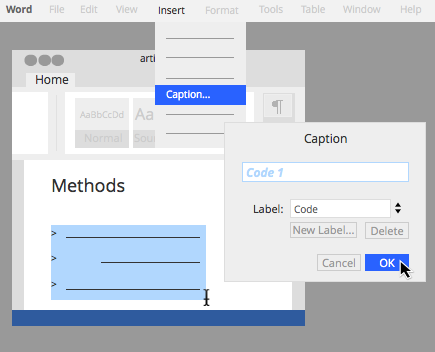 Word File Edit View Insert Format Tools Table Window Help
arti
Home
Caption...
AaBbCcDd Aa
Normal Sou
¶
Caption
Code 1
Methods
Label: Code
New Label... Delete
>
>
>
Cancel OK